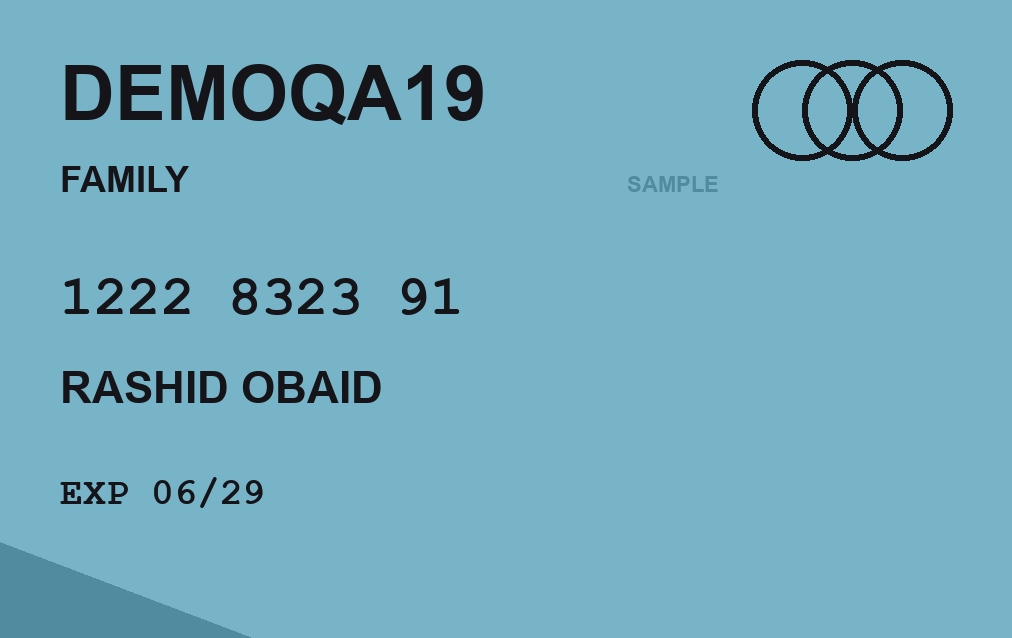 DEMOQA19
FAMILY
SAMPLE
1222 8323 91
RASHID OBAID
EXP 06/29